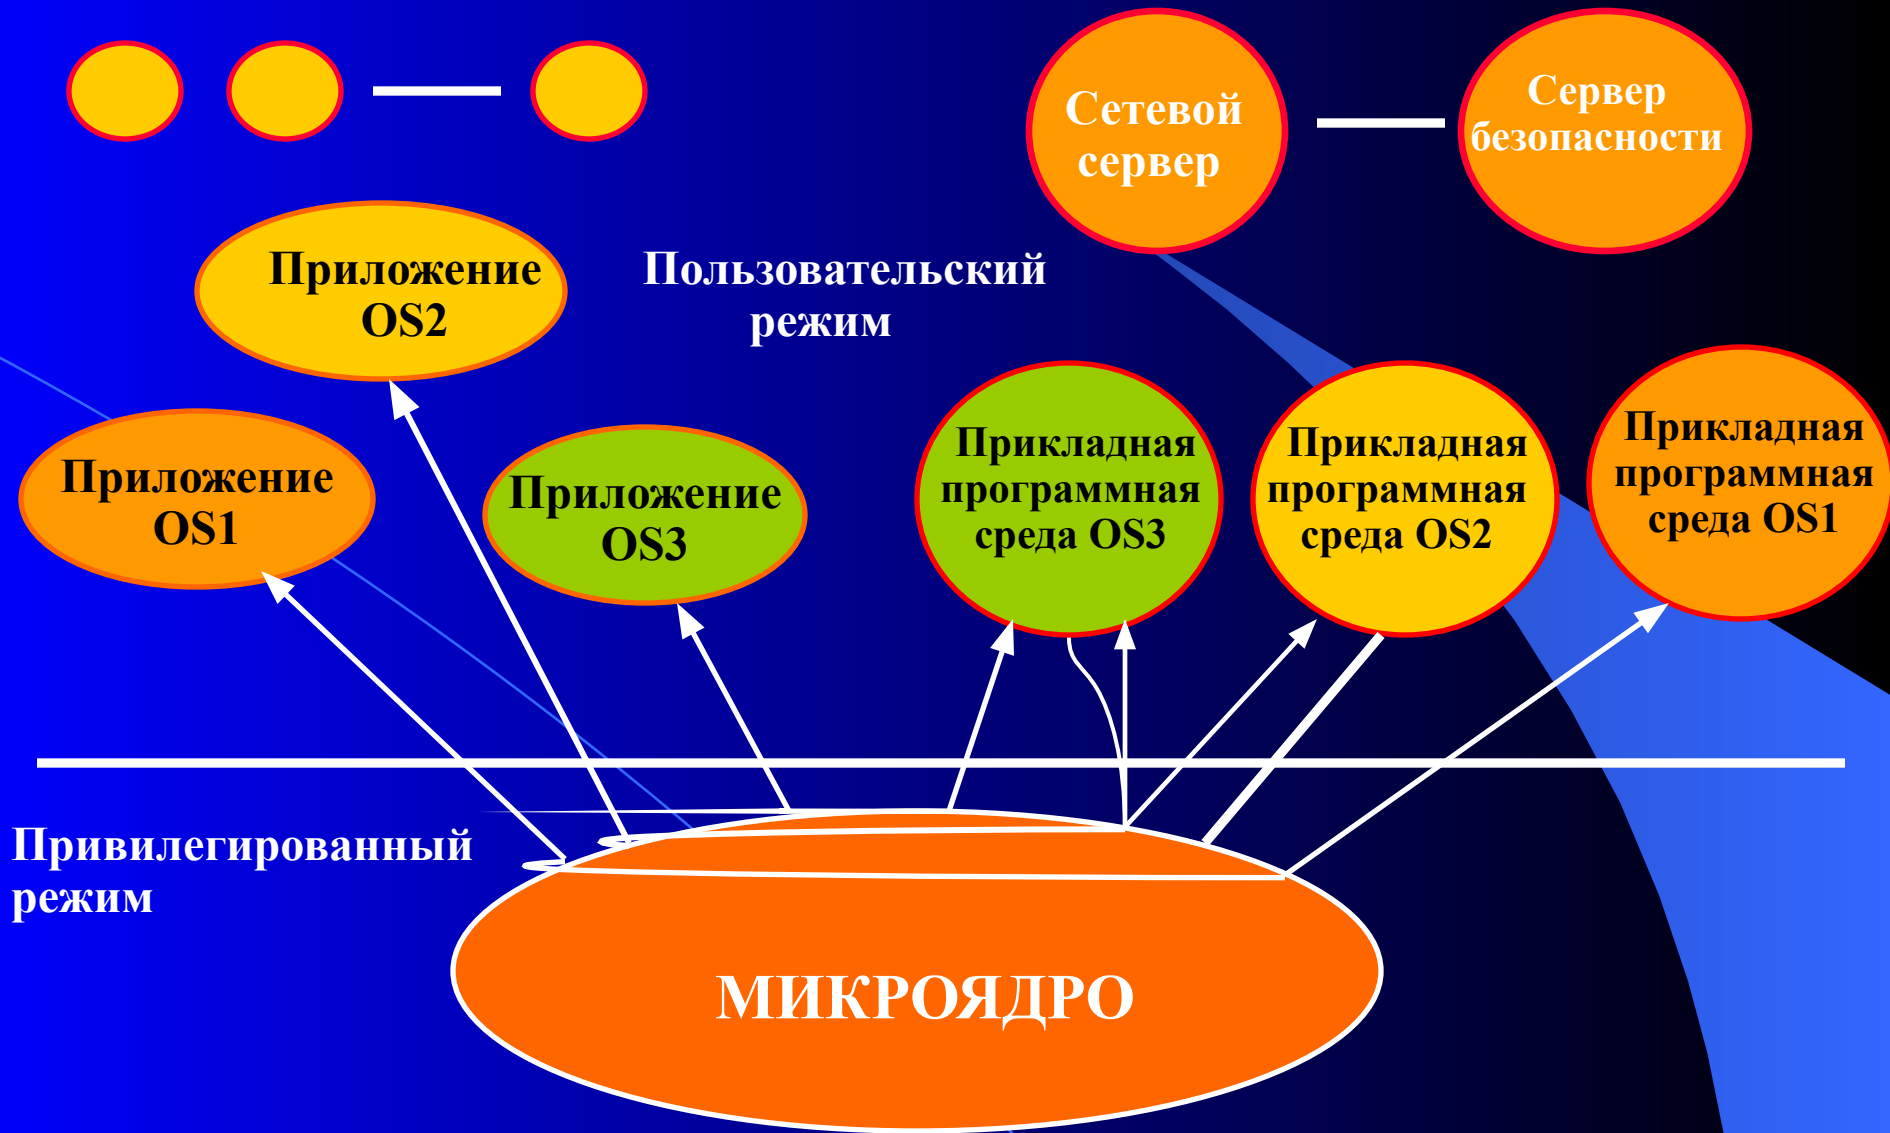 Сетевой
сервер
Сервер
безопасности
Приложение
OS2
Пользовательский
режим
Приложение
OS1
Приложение
OS3
Прикладная
программная
среда OS3
Прикладная
программная
среда OS2
Прикладная
программная
среда OS1
Привилегированный
режим
МИКРОЯДРО